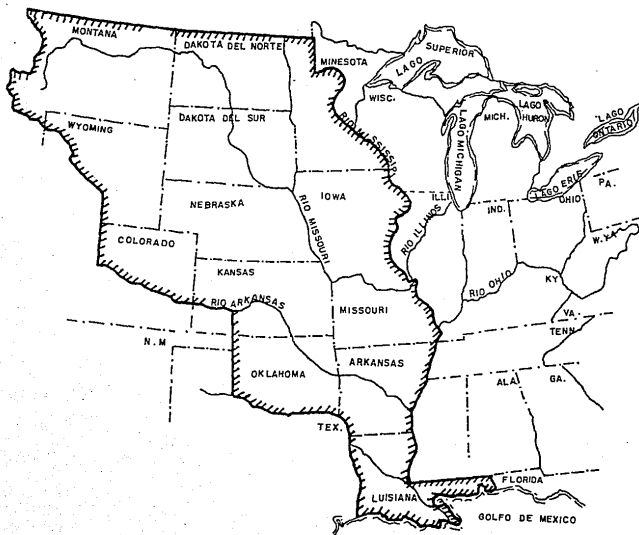 MONTANA
DAKOTA DEL NORTE
MINESOTA
LAGO SUPERIOR
WISC.
MICH.
LAGO HURON
LAGO ONTARIO
WYOMING
DAKOTA DEL SUR
RIO MISSISSIPI
LAGO MICHIGAN
LAGO ERIE
PA.
NEBRASKA
IOWA
ILLI.
IND.
OHIO
RIO MISSOURI
RIO ILLINOIS
W.VA
COLORADO
KANSAS
RIO OHIO
KY
RIO ARKANSAS
MISSOURI
VA.
TENN.
N.M
OKLAHOMA
ARKANSAS
ALA.
GA.
TEX.
LUISIANA
FLORIDA
GOLFO DE MEXICO